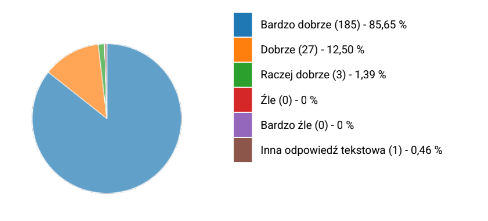 Bardzo dobrze (185) - 85,65 %
Dobrze (27) - 12,50 %
Raczej dobrze (3) - 1,39 %
Źle (0) - 0 %
Bardzo źle (0) - 0 %
Inna odpowiedź tekstowa (1) - 0,46 %